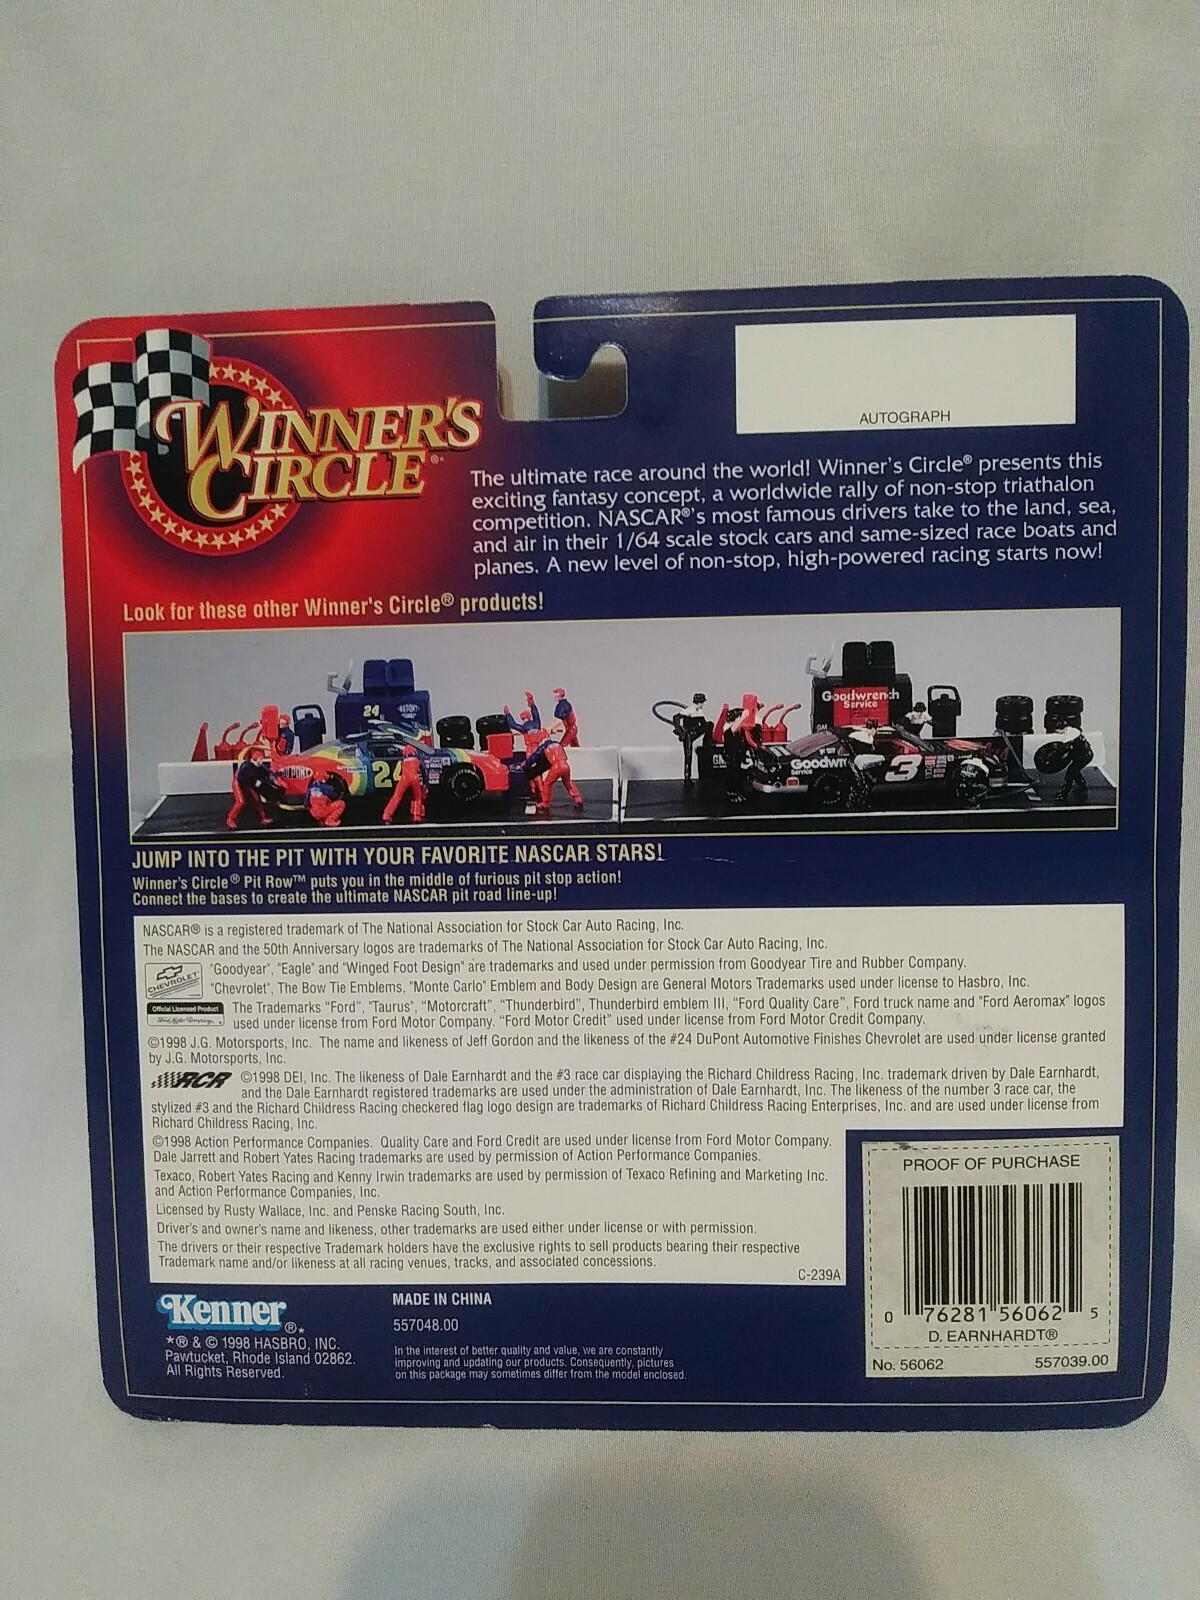 WINNER'S
CIRCLE®
AUTOGRAPH
The ultimate race around the world! Winner's Circle® presents this
exciting fantasy concept, a worldwide rally of non-stop triathalon
competition. NASCAR®'s most famous drivers take to the land, sea,
and air in their 1/64 scale stock cars and same-sized race boats and
planes. A new level of non-stop, high-powered racing starts now!
Look for these other Winner's Circle® products!
24
DUPONT
24
Goodwrench
Service
GM
GM
Goodwr
Service
3
JUMP INTO THE PIT WITH YOUR FAVORITE NASCAR STARS!
Winner's Circle® Pit Row™ puts you in the middle of furious pit stop action!
Connect the bases to create the ultimate NASCAR pit road line-up!
NASCAR® is a registered trademark of The National Association for Stock Car Auto Racing, Inc.
The NASCAR and the 50th Anniversary logos are trademarks of The National Association for Stock Car Auto Racing, Inc.
CHEVROLET
"Goodyear", "Eagle" and "Winged Foot Design" are trademarks and used under permission from Goodyear Tire and Rubber Company.
"Chevrolet", The Bow Tie Emblems, "Monte Carlo" Emblem and Body Design are General Motors Trademarks used under license to Hasbro, Inc.
Official Licensed Product
Ford Motor Company
The Trademarks "Ford", "Taurus", "Motorcraft", "Thunderbird", Thunderbird emblem III, "Ford Quality Care", Ford truck name and "Ford Aeromax" logos
used under license from Ford Motor Company. "Ford Motor Credit" used under license from Ford Motor Credit Company.
©1998 J.G. Motorsports, Inc. The name and likeness of Jeff Gordon and the likeness of the #24 DuPont Automotive Finishes Chevrolet are used under license granted
by J.G. Motorsports, Inc.
RCR ©1998 DEI, Inc. The likeness of Dale Earnhardt and the #3 race car displaying the Richard Childress Racing, Inc. trademark driven by Dale Earnhardt,
and the Dale Earnhardt registered trademarks are used under the administration of Dale Earnhardt, Inc. The likeness of the number 3 race car, the
stylized #3 and the Richard Childress Racing checkered flag logo design are trademarks of Richard Childress Racing Enterprises, Inc. and are used under license from
Richard Childress Racing, Inc.
©1998 Action Performance Companies. Quality Care and Ford Credit are used under license from Ford Motor Company.
Dale Jarrett and Robert Yates Racing trademarks are used by permission of Action Performance Companies.
Texaco, Robert Yates Racing and Kenny Irwin trademarks are used by permission of Texaco Refining and Marketing Inc.
and Action Performance Companies, Inc.
Licensed by Rusty Wallace, Inc. and Penske Racing South, Inc.
Driver's and owner's name and likeness, other trademarks are used either under license or with permission.
The drivers or their respective Trademark holders have the exclusive rights to sell products bearing their respective
Trademark name and/or likeness at all racing venues, tracks, and associated concessions.
C-239A
PROOF OF PURCHASE
0 76281 56062 5
D. EARNHARDT®
No. 56062 557039.00
Kenner®*
*® & © 1998 HASBRO, INC.
Pawtucket, Rhode Island 02862.
All Rights Reserved.
MADE IN CHINA
557048.00
In the interest of better quality and value, we are constantly
improving and updating our products. Consequently, pictures
on this package may sometimes differ from the model enclosed.